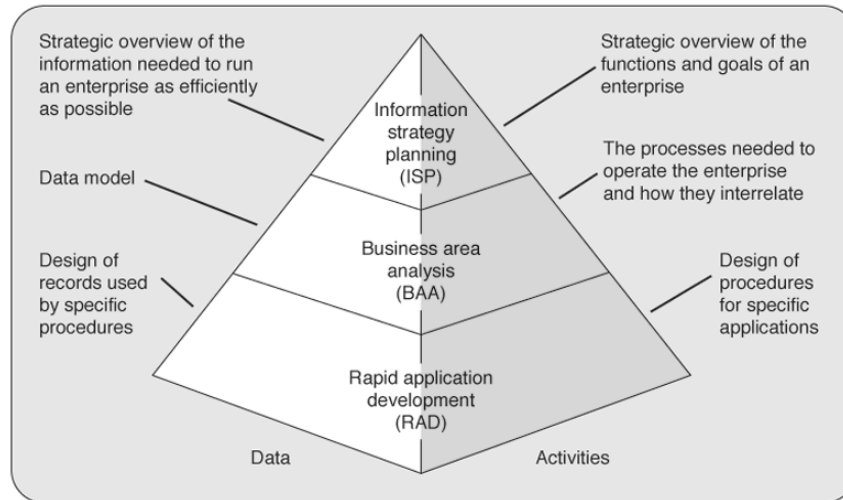 Strategic overview of the
information needed to run
an enterprise as efficiently
as possible
Strategic overview of the
functions and goals of an
enterprise
Information
strategy
planning
(ISP)
The processes needed to
operate the enterprise
and how they interrelate
Data model
Business area
analysis
(BAA)
Design of
records used
by specific
procedures
Design of
procedures
for specific
applications
Rapid application
development
(RAD)
Data
Activities